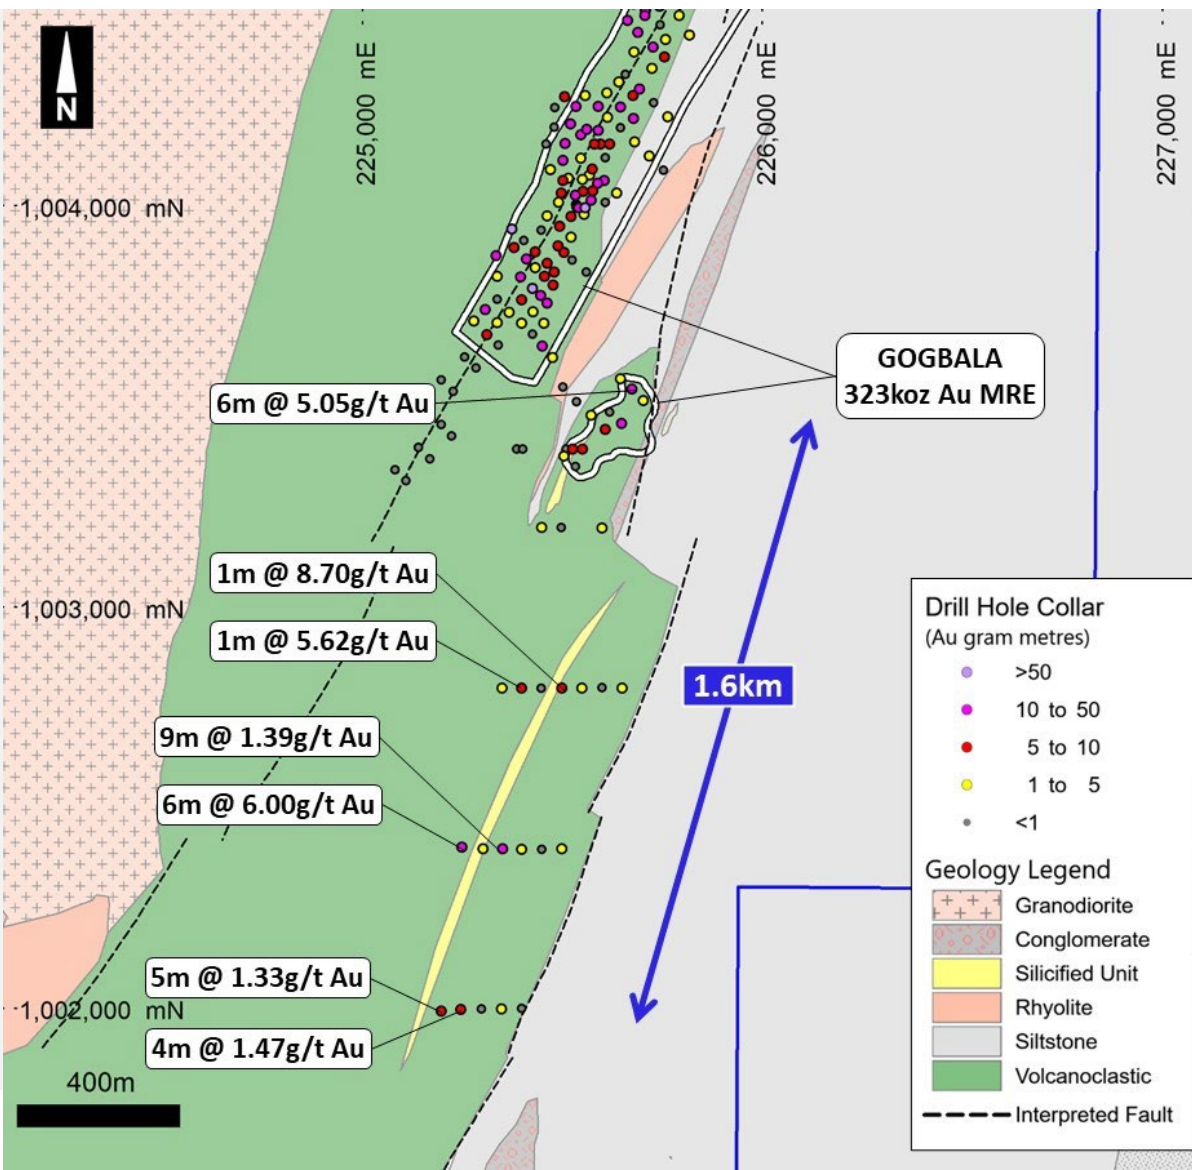 N
225,000 mE
226,000 mE
227,000 mE
1,004,000 mN
GOGBALA
323koz Au MRE
6m @ 5.05g/t Au
1m @ 8.70g/t Au
1,003,000 mN
1m @ 5.62g/t Au
1.6km
9m @ 1.39g/t Au
6m @ 6.00g/t Au
5m @ 1.33g/t Au
1,002,000 mN
4m @ 1.47g/t Au
400m
Drill Hole Collar
(Au gram metres)
>50
10 to 50
5 to 10
1 to 5
<1
Geology Legend
Granodiorite
Conglomerate
Silicified Unit
Rhyolite
Siltstone
Volcanoclastic
Interpreted Fault